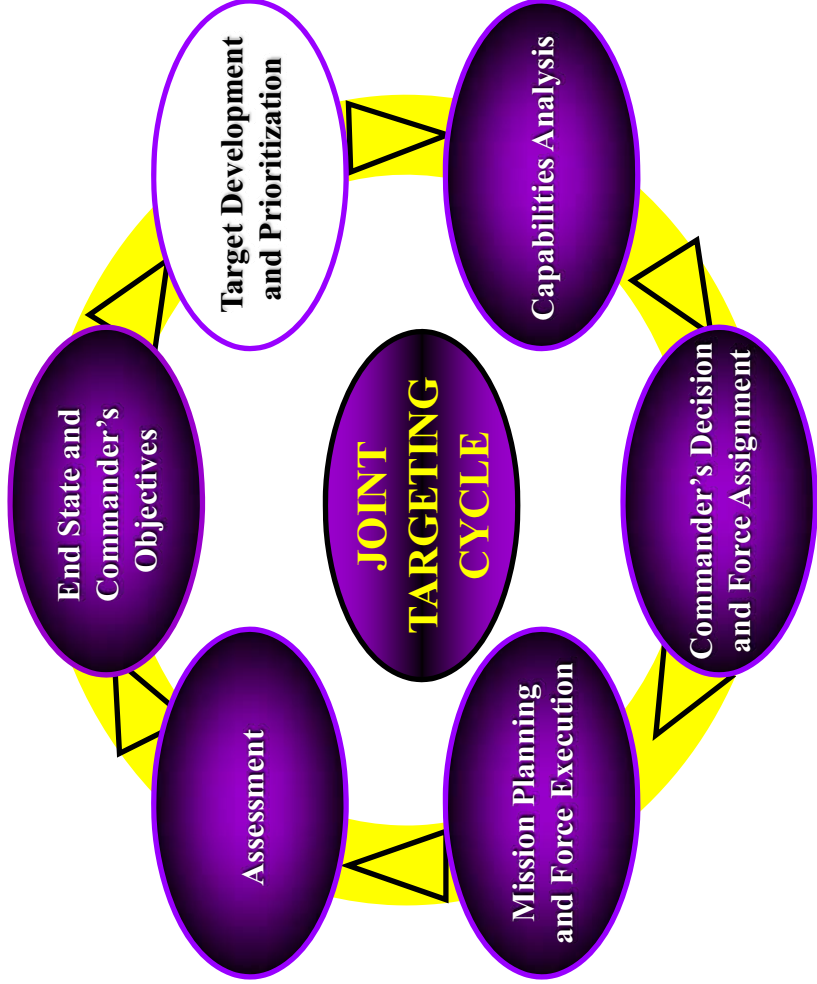 End State and
Commander’s
Objectives
Target Development
and Prioritization
Capabilities Analysis
Commander’s Decision
and Force Assignment
Mission Planning
and Force Execution
Assessment
JOINT
TARGETING
CYCLE